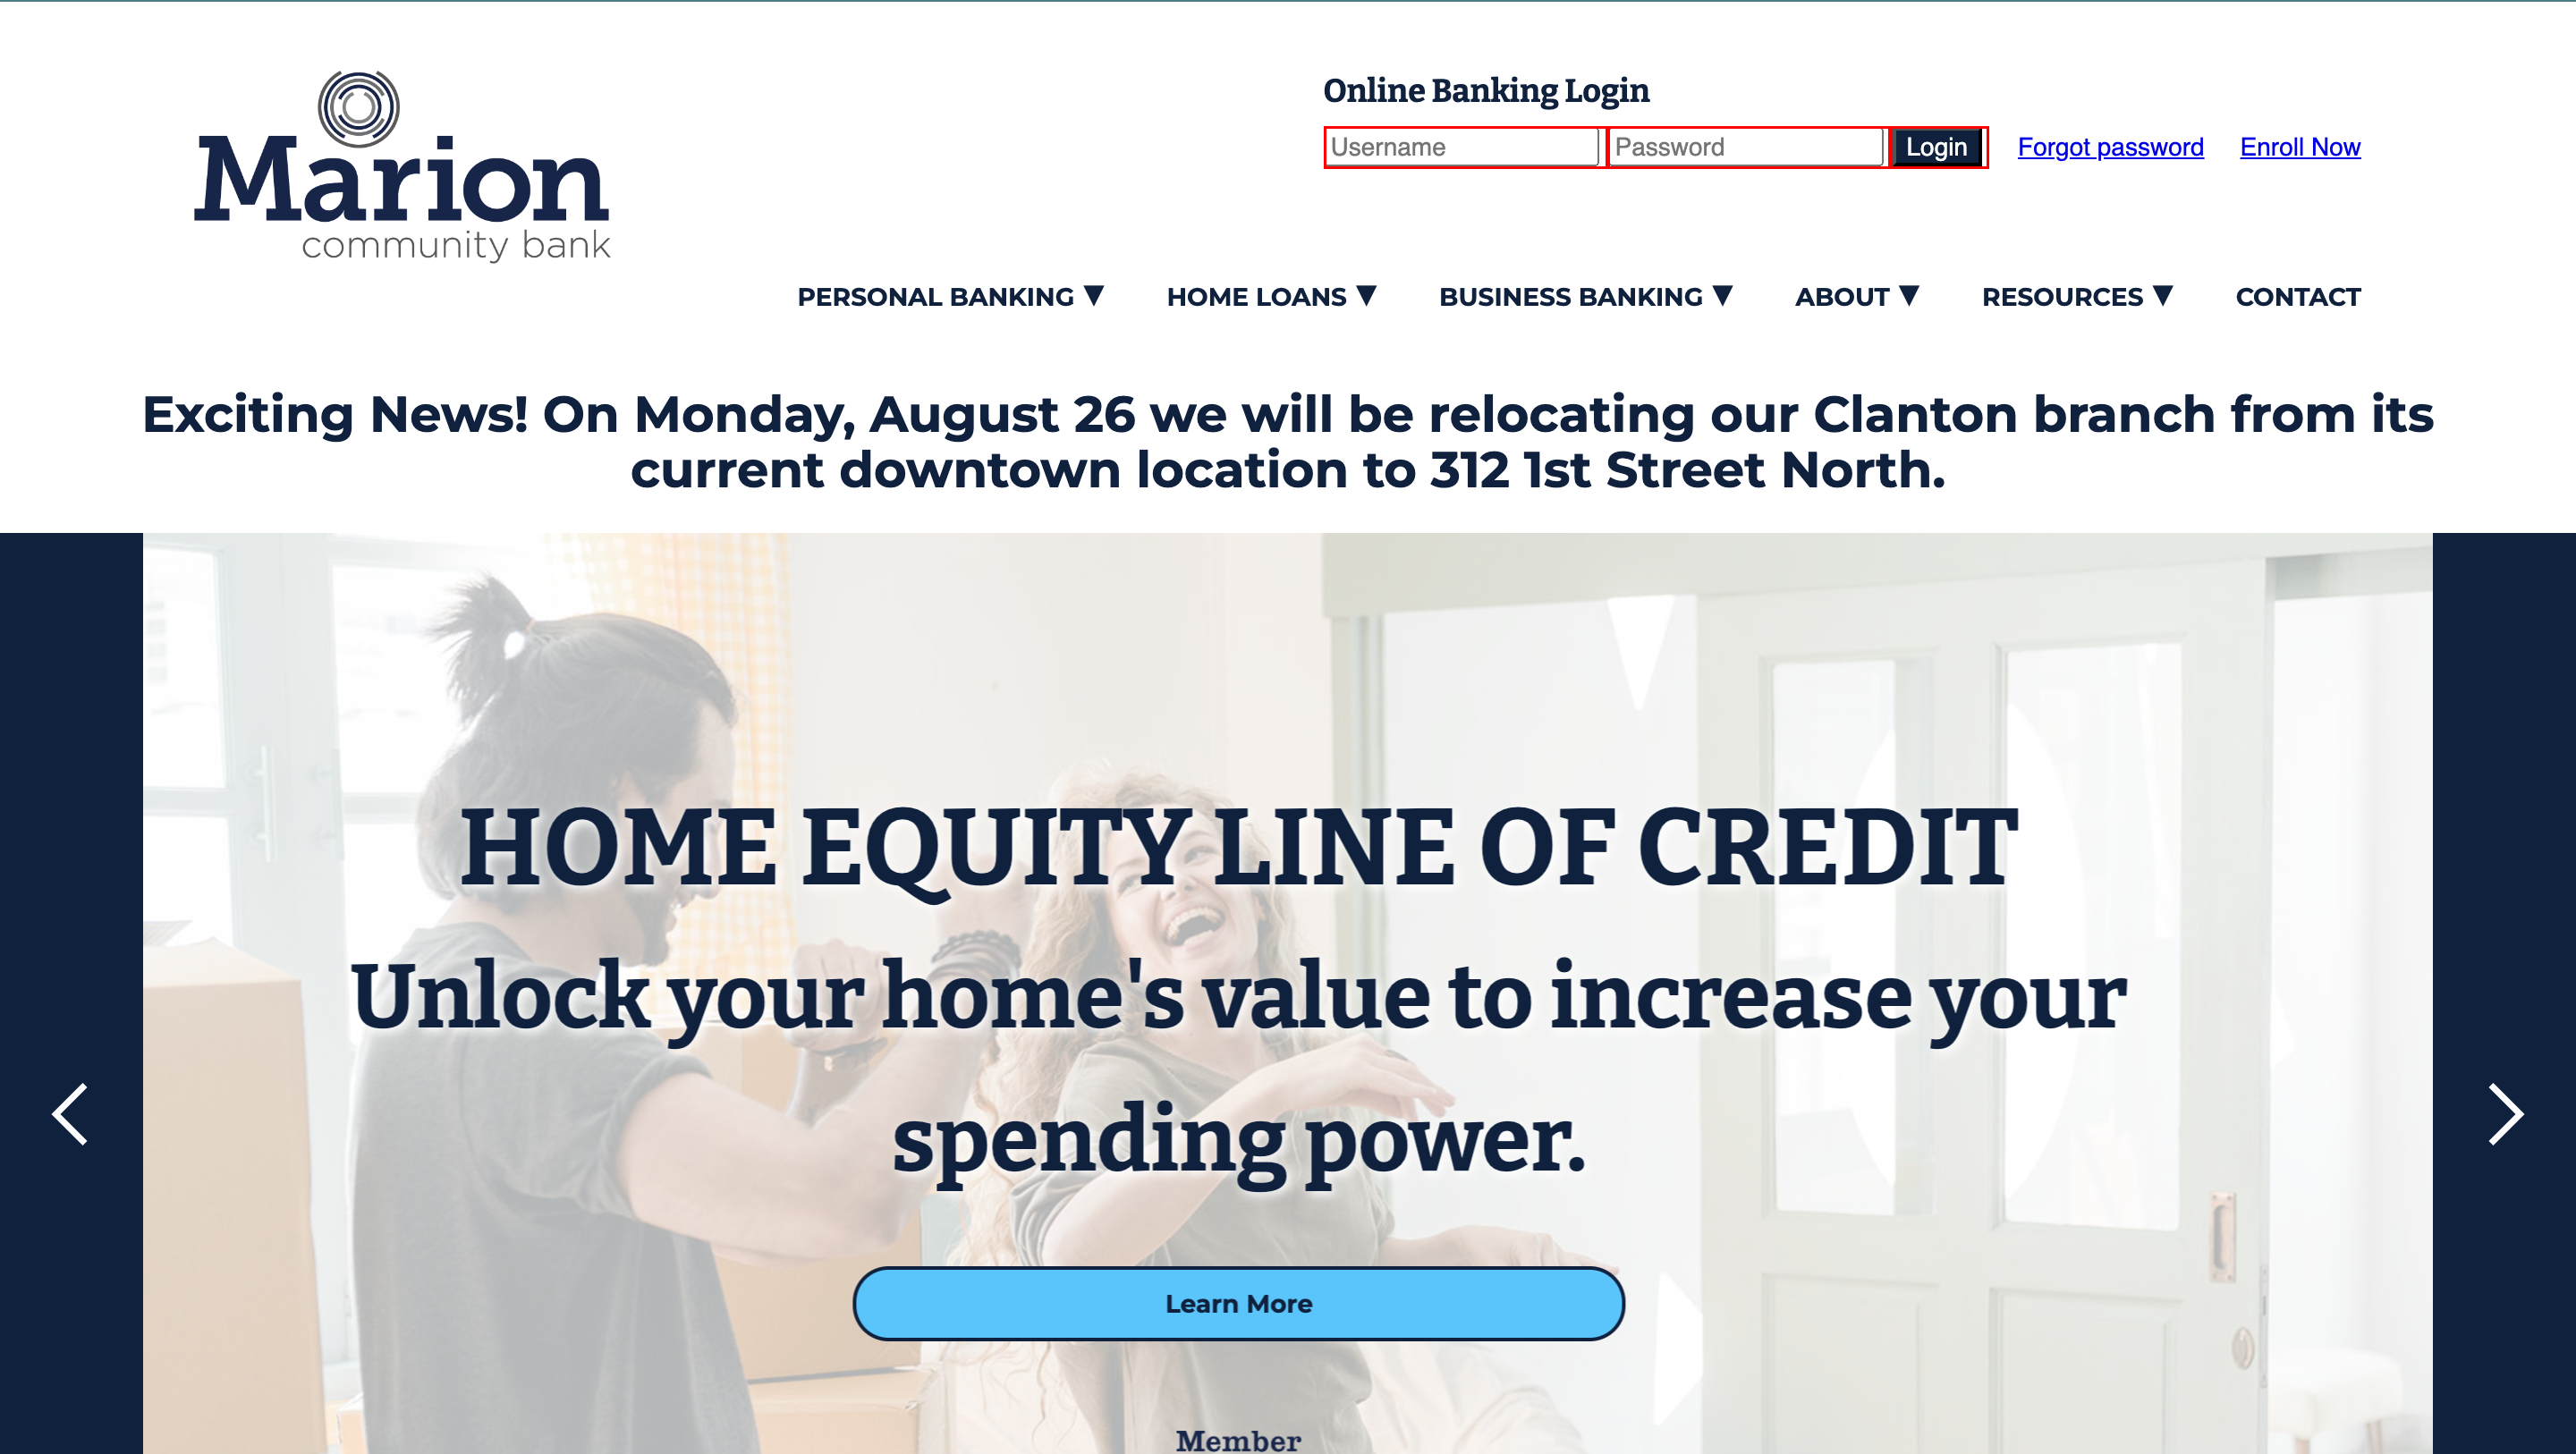 Marion
community bank
Online Banking Login
Username Password Login Forgot password Enroll Now
PERSONAL BANKING ▼ HOME LOANS ▼ BUSINESS BANKING ▼ ABOUT ▼ RESOURCES ▼ CONTACT
Exciting News! On Monday, August 26 we will be relocating our Clanton branch from its
current downtown location to 312 1st Street North.
HOME EQUITY LINE OF CREDIT
Unlock your home's value to increase your
spending power.
Learn More
Member